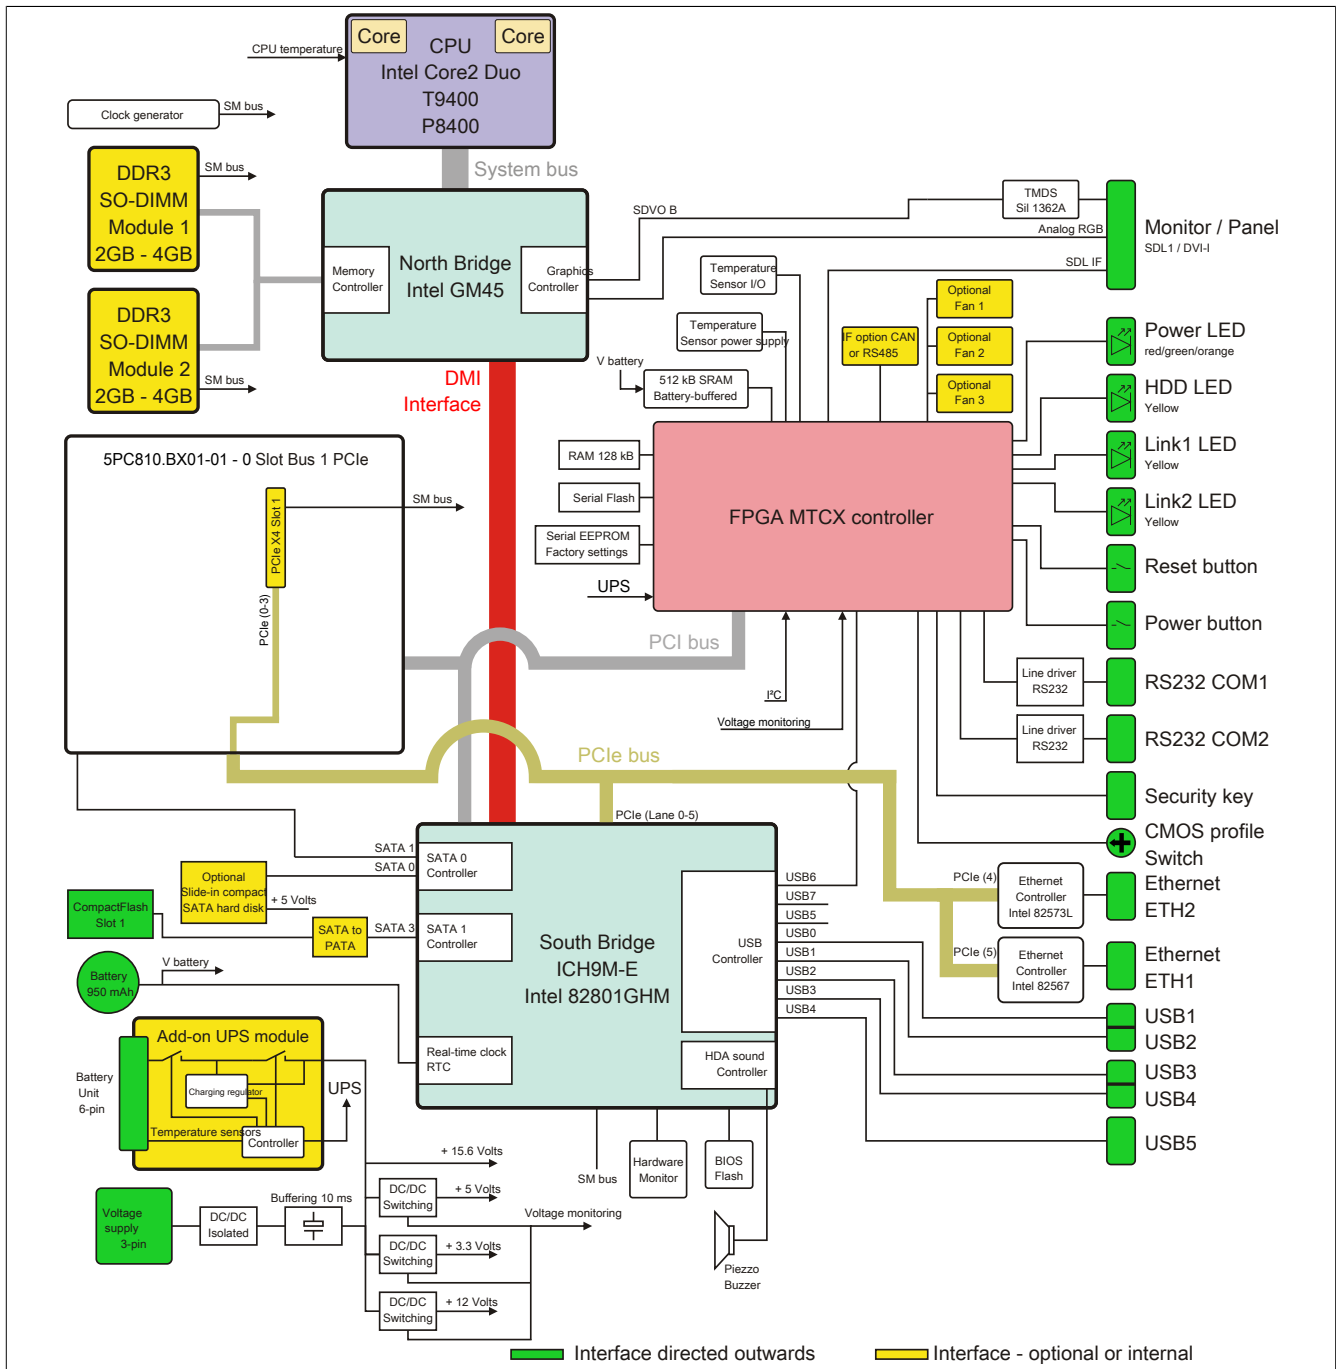 Core
Core
CPU
Intel Core2 Duo
T9400
P8400
CPU temperature
Clock generator
SM bus
System bus
DDR3
SO-DIMM
Module 1
2GB - 4GB
SM bus
DDR3
SO-DIMM
Module 2
2GB - 4GB
SM bus
Memory
Controller
North Bridge
Intel GM45
Graphics
Controller
SDVO B
TMDS
Sil 1362A
Analog RGB
SDL IF
Monitor / Panel
SDL1 / DVI-I
Temperature
Sensor I/O
Temperature
Sensor power supply
V battery
512 kB SRAM
Battery-buffered
IF option CAN
or RS485
Optional
Fan 1
Optional
Fan 2
Optional
Fan 3
Power LED
red/green/orange
HDD LED
Yellow
Link1 LED
Yellow
Link2 LED
Yellow
Reset button
Power button
DMI
Interface
5PC810.BX01-01 - 0 Slot Bus 1 PCIe
PCIe X4 Slot 1
SM bus
PCIe (0-3)
RAM 128 kB
Serial Flash
Serial EEPROM
Factory settings
UPS
FPGA MTCX controller
PCI bus
I²C
Voltage monitoring
Line driver
RS232
RS232 COM1
Line driver
RS232
RS232 COM2
Security key
CMOS profile
Switch
PCIe bus
PCIe (Lane 0-5)
SATA 1
SATA 0
SATA 0
Controller
Optional
Slide-in compact
SATA hard disk
+ 5 Volts
CompactFlash
Slot 1
SATA to
PATA
SATA 3
SATA 1
Controller
South Bridge
ICH9M-E
Intel 82801GHM
USB
Controller
USB6
USB7
USB5
USB0
USB1
USB2
USB3
USB4
PCIe (4)
Ethernet
Controller
Intel 82573L
Ethernet
ETH2
PCIe (5)
Ethernet
Controller
Intel 82567
Ethernet
ETH1
USB1
USB2
USB3
USB4
USB5
Battery
950 mAh
V battery
Real-time clock
RTC
HDA sound
Controller
Add-on UPS module
Battery
Unit
6-pin
Charging regulator
Temperature sensors
Controller
UPS
+ 15.6 Volts
SM bus
Hardware
Monitor
BIOS
Flash
Voltage
supply
3-pin
DC/DC
Isolated
Buffering 10 ms
DC/DC
Switching
+ 5 Volts
Voltage monitoring
DC/DC
Switching
+ 3.3 Volts
DC/DC
Switching
+ 12 Volts
Piezzo
Buzzer
Interface directed outwards
Interface - optional or internal